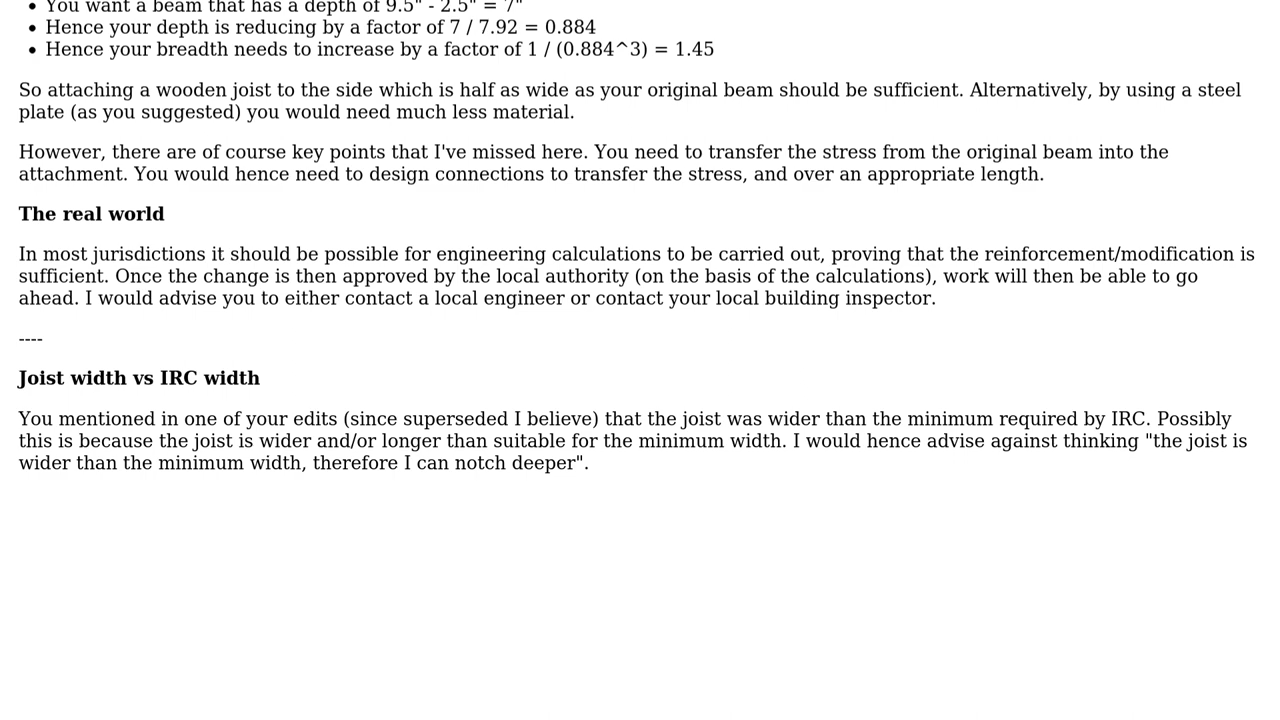 • You want a beam that has a depth of 9.5" - 2.5" = 7"
• Hence your depth is reducing by a factor of 7 / 7.92 = 0.884
• Hence your breadth needs to increase by a factor of 1 / (0.884^3) = 1.45
So attaching a wooden joist to the side which is half as wide as your original beam should be sufficient. Alternatively, by using a steel
plate (as you suggested) you would need much less material.
However, there are of course key points that I've missed here. You need to transfer the stress from the original beam into the
attachment. You would hence need to design connections to transfer the stress, and over an appropriate length.
The real world
In most jurisdictions it should be possible for engineering calculations to be carried out, proving that the reinforcement/modification is
sufficient. Once the change is then approved by the local authority (on the basis of the calculations), work will then be able to go
ahead. I would advise you to either contact a local engineer or contact your local building inspector.
----
Joist width vs IRC width
You mentioned in one of your edits (since superseded I believe) that the joist was wider than the minimum required by IRC. Possibly
this is because the joist is wider and/or longer than suitable for the minimum width. I would hence advise against thinking "the joist is
wider than the minimum width, therefore I can notch deeper".